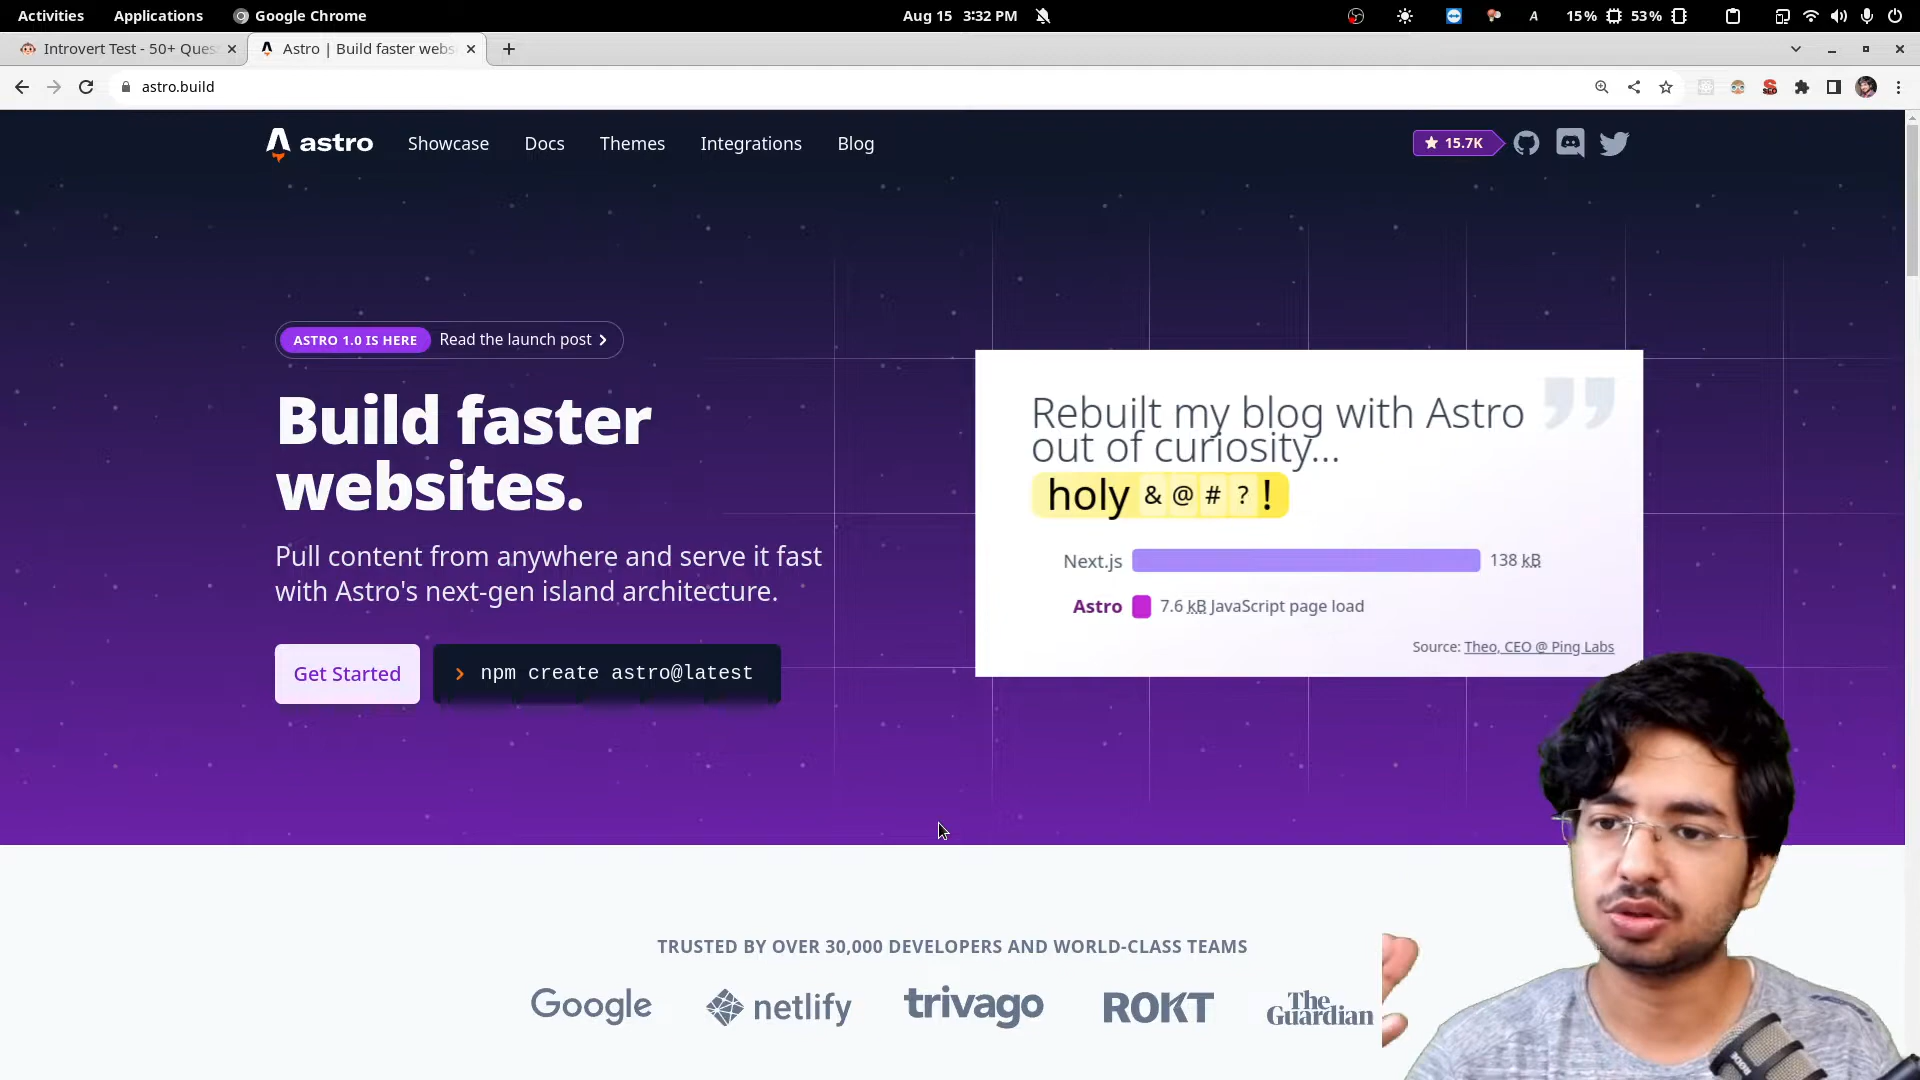 Activities Applications Google Chrome Aug 15 3:32 PM A 15% 53%
Introvert Test - 50+ Ques Astro | Build faster webs
astro.build
astro Showcase Docs Themes Integrations Blog 15.7K
ASTRO 1.0 IS HERE Read the launch post
Build faster
websites.
Pull content from anywhere and serve it fast
with Astro's next-gen island architecture.
Get Started > npm create astro@latest
Rebuilt my blog with Astro
out of curiosity...
holy &@#?!
Next.js 138 kB
Astro 7.6 kB JavaScript page load
Source: Theo, CEO @ Ping Labs
TRUSTED BY OVER 30,000 DEVELOPERS AND WORLD-CLASS TEAMS
Google netlify trivago ROKT The
Guardian